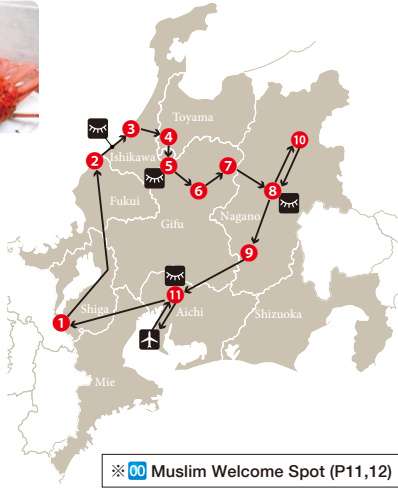 Toyama
10
3
4
Ishikawa
2
5
7
6
8
Fukui
Nagano
Gifu
9
11
Shiga
Aichi
Shizuoka
1
Mie
※ 00 Muslim Welcome Spot (P11,12)